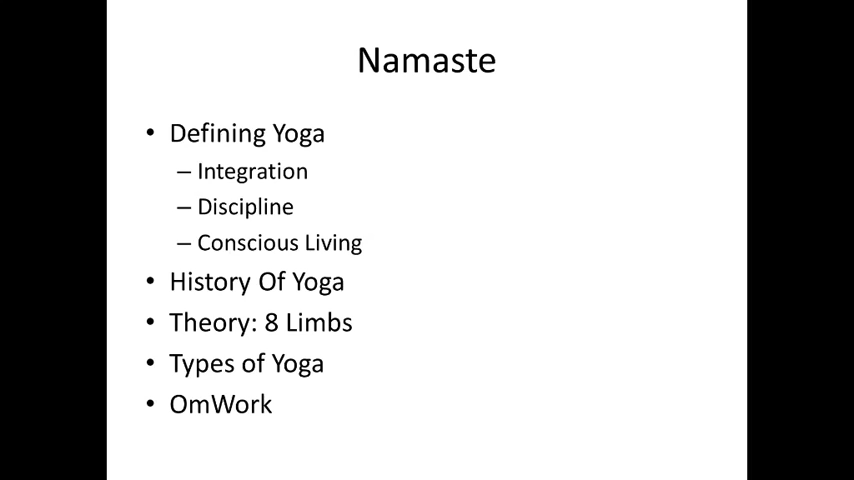 Namaste
• Defining Yoga
– Integration
– Discipline
– Conscious Living
• History Of Yoga
• Theory: 8 Limbs
• Types of Yoga
• OmWork